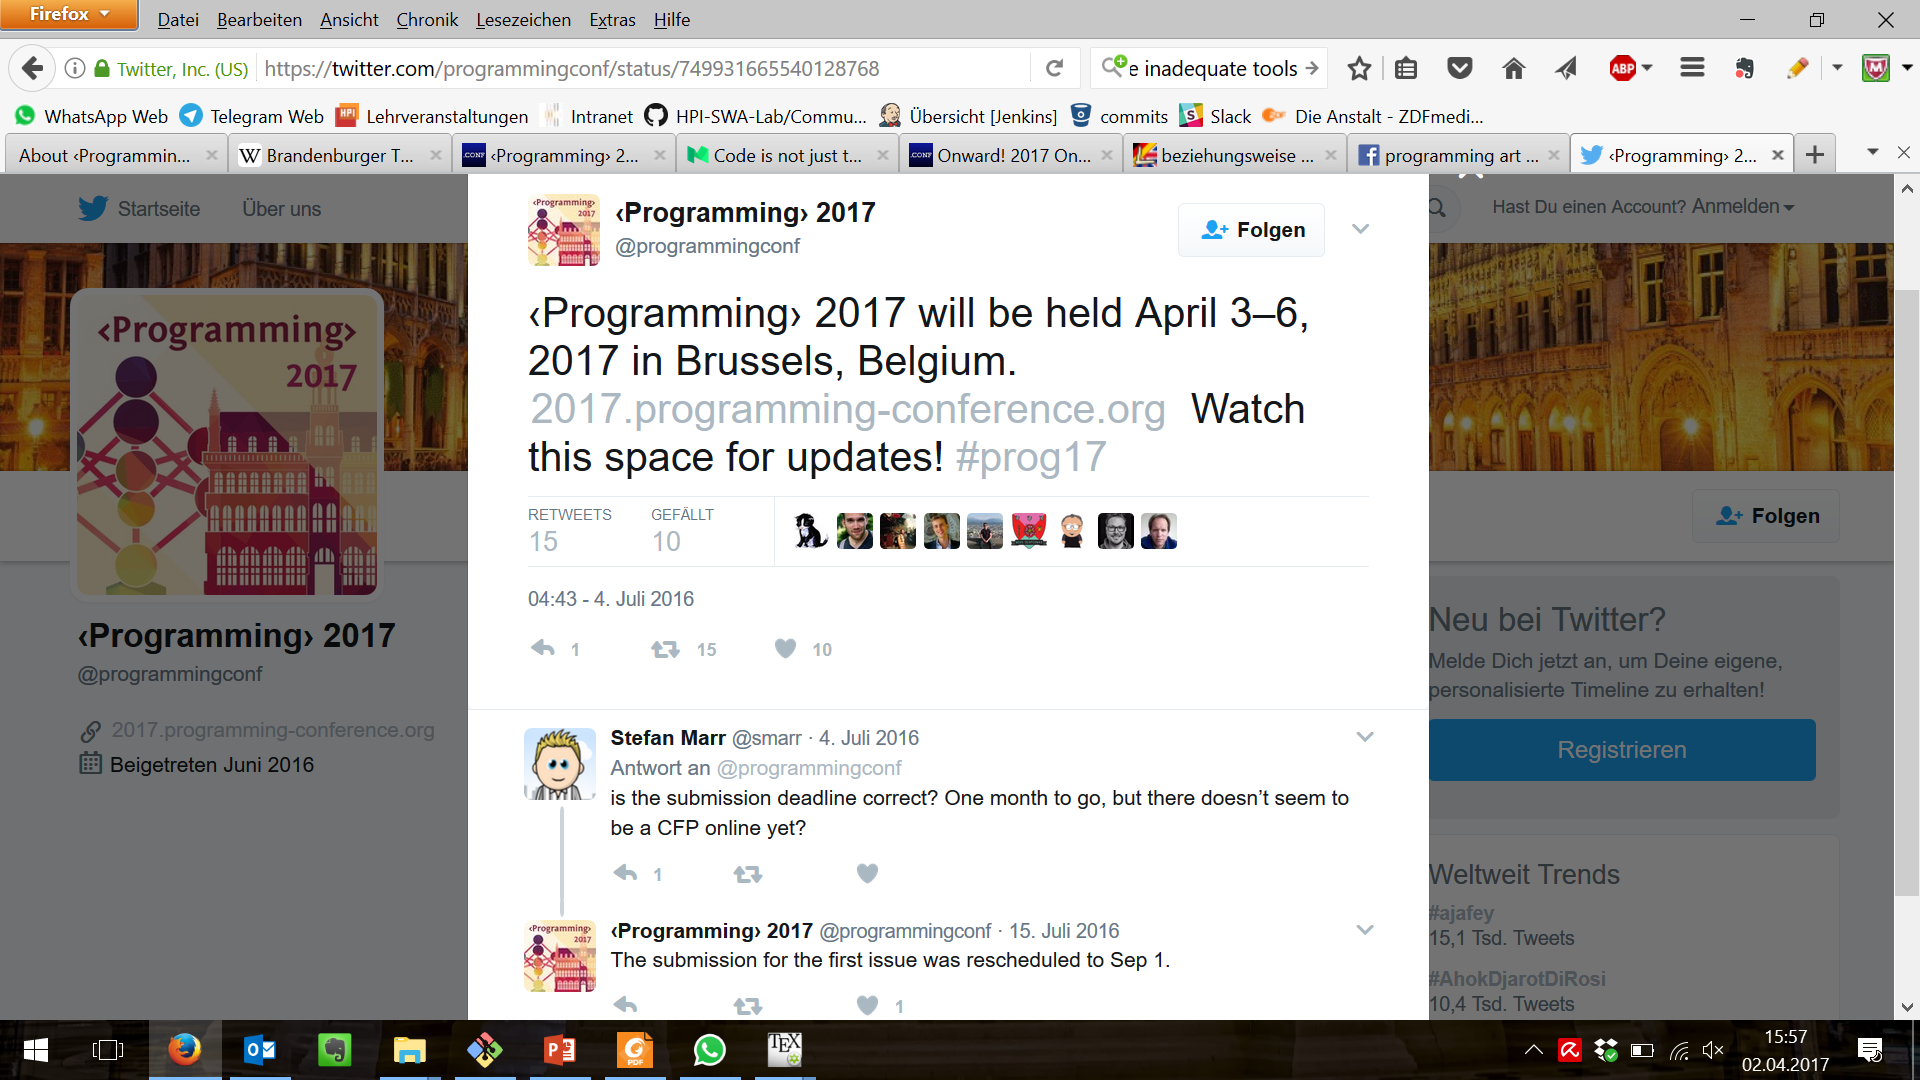 Firefox
Datei Bearbeiten Ansicht Chronik Lesezeichen Extras Hilfe
Twitter, Inc. (US) https://twitter.com/programmingconf/status/749931665540128768
e inadequate tools
ABP
WhatsApp Web Telegram Web HPI Lehrveranstaltungen Intranet HPI-SWA-Lab/Commu... Übersicht [Jenkins] commits Slack Die Anstalt - ZDFmedi...
About ‹Programmin... Brandenburger T... .CONF ‹Programming› 2... Code is not just t... .CONF Onward! 2017 On... beziehungsweise ... programming art ... ‹Programming› 2...
Startseite Über uns
Hast Du einen Account? Anmelden
‹Programming›
2017
‹Programming› 2017
@programmingconf
2017.programming-conference.org
Beigetreten Juni 2016
‹Programming›
2017
‹Programming› 2017
@programmingconf
Folgen
‹Programming› 2017 will be held April 3–6,
2017 in Brussels, Belgium.
2017.programming-conference.org Watch
this space for updates! #prog17
RETWEETS GEFÄLLT
15 10
04:43 - 4. Juli 2016
1 15 10
Stefan Marr @smarr · 4. Juli 2016
Antwort an @programmingconf
is the submission deadline correct? One month to go, but there doesn’t seem to
be a CFP online yet?
1
‹Programming›
2017
‹Programming› 2017 @programmingconf · 15. Juli 2016
The submission for the first issue was rescheduled to Sep 1.
1
Folgen
Neu bei Twitter?
Melde Dich jetzt an, um Deine eigene,
personalisierte Timeline zu erhalten!
Registrieren
Weltweit Trends
#ajafey
15,1 Tsd. Tweets
#AhokDjarotDiRosi
10,4 Tsd. Tweets
PDF
TEX
15:57
02.04.2017